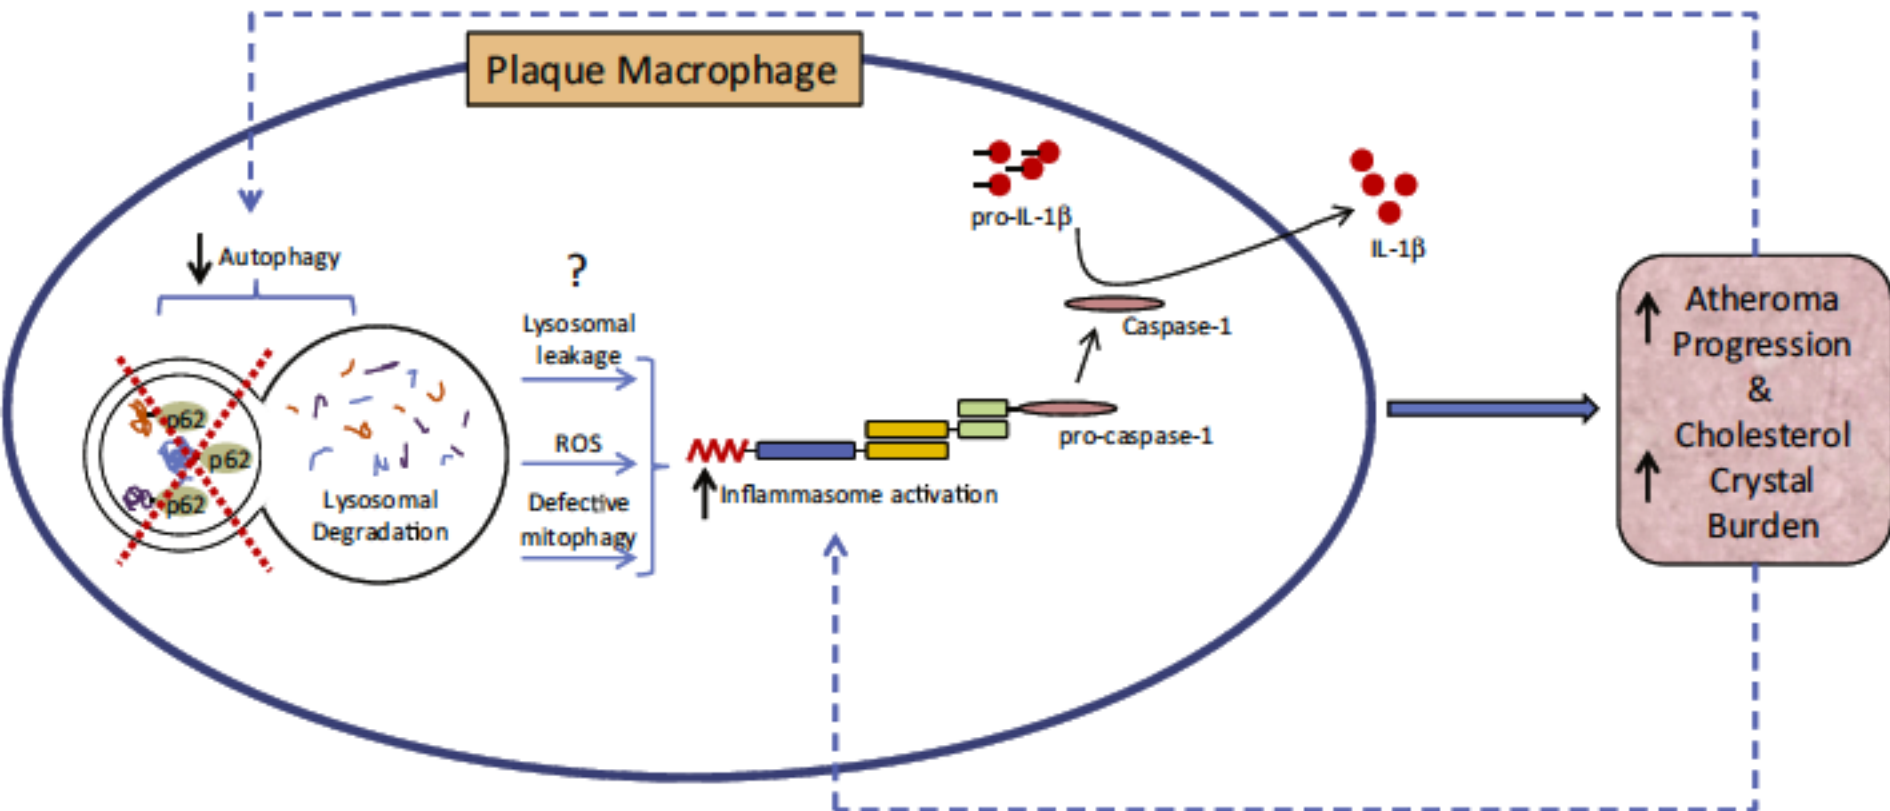 Plaque Macrophage
pro-IL-1β
IL-1β
Autophagy
?
Lysosomal
leakage
ROS
Defective
mitophagy
p62
p62
p62
Lysosomal
Degradation
Caspase-1
pro-caspase-1
Inflammasome activation
Atheroma
Progression
&
Cholesterol
Crystal
Burden